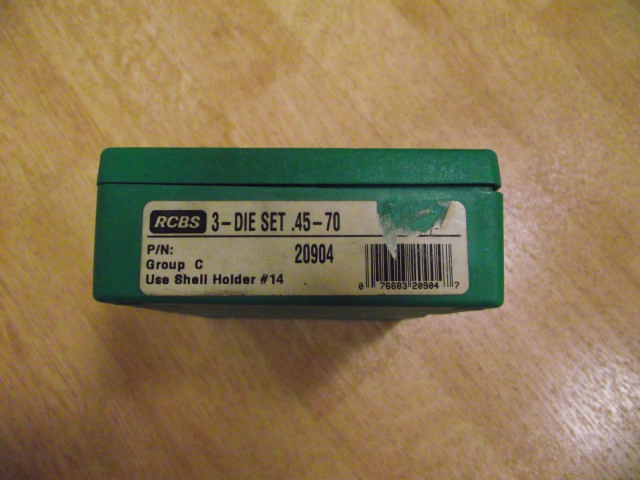 RCBS 3-DIE SET .45-70
P/N: 20904
Group C
Use Shell Holder #14
0 76683 20904 7